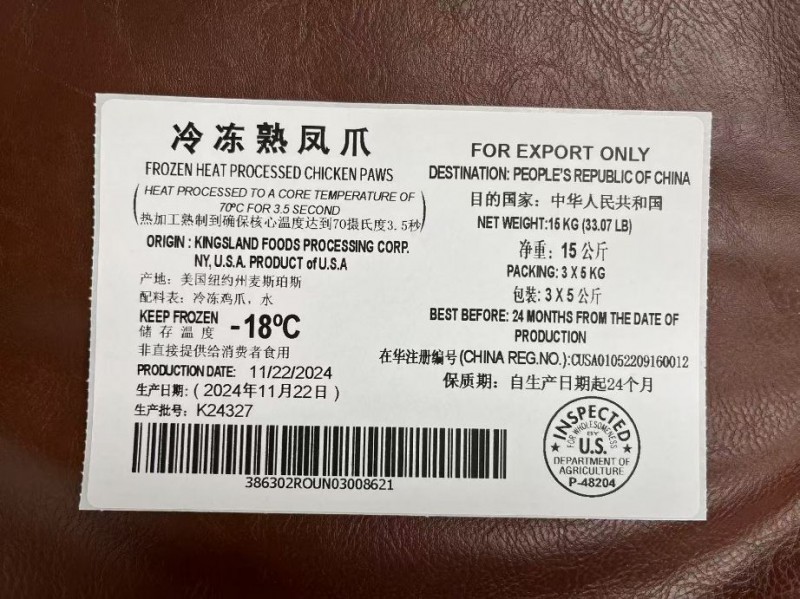 冷冻熟凤爪
FROZEN HEAT PROCESSED CHICKEN PAWS
(HEAT PROCESSED TO A CORE TEMPERATURE OF
70ºC FOR 3.5 SECOND
热加工熟制到确保核心温度达到70摄氏度3.5秒)
ORIGIN : KINGSLAND FOODS PROCESSING CORP.
NY, U.S.A. PRODUCT of U.S.A
产地: 美国纽约州麦斯珀斯
配料表: 冷冻鸡爪, 水
KEEP FROZEN
储存温度 -18ºC
非直接提供给消费者食用
PRODUCTION DATE: 11/22/2024
生产日期: ( 2024年11月22日 )
生产批号: K24327
386302ROUN03008621
FOR EXPORT ONLY
DESTINATION: PEOPLE'S REPUBLIC OF CHINA
目的国家: 中华人民共和国
NET WEIGHT:15 KG (33.07 LB)
净重: 15 公斤
PACKING: 3 X 5 KG
包装: 3 X 5 公斤
BEST BEFORE: 24 MONTHS FROM THE DATE OF
PRODUCTION
在华注册编号(CHINA REG.NO.):CUSA01052209160012
保质期: 自生产日期起24个月
INSPECTED
FOR WHOLESOMENESS
BY
U.S.
DEPARTMENT OF
AGRICULTURE
P-48204